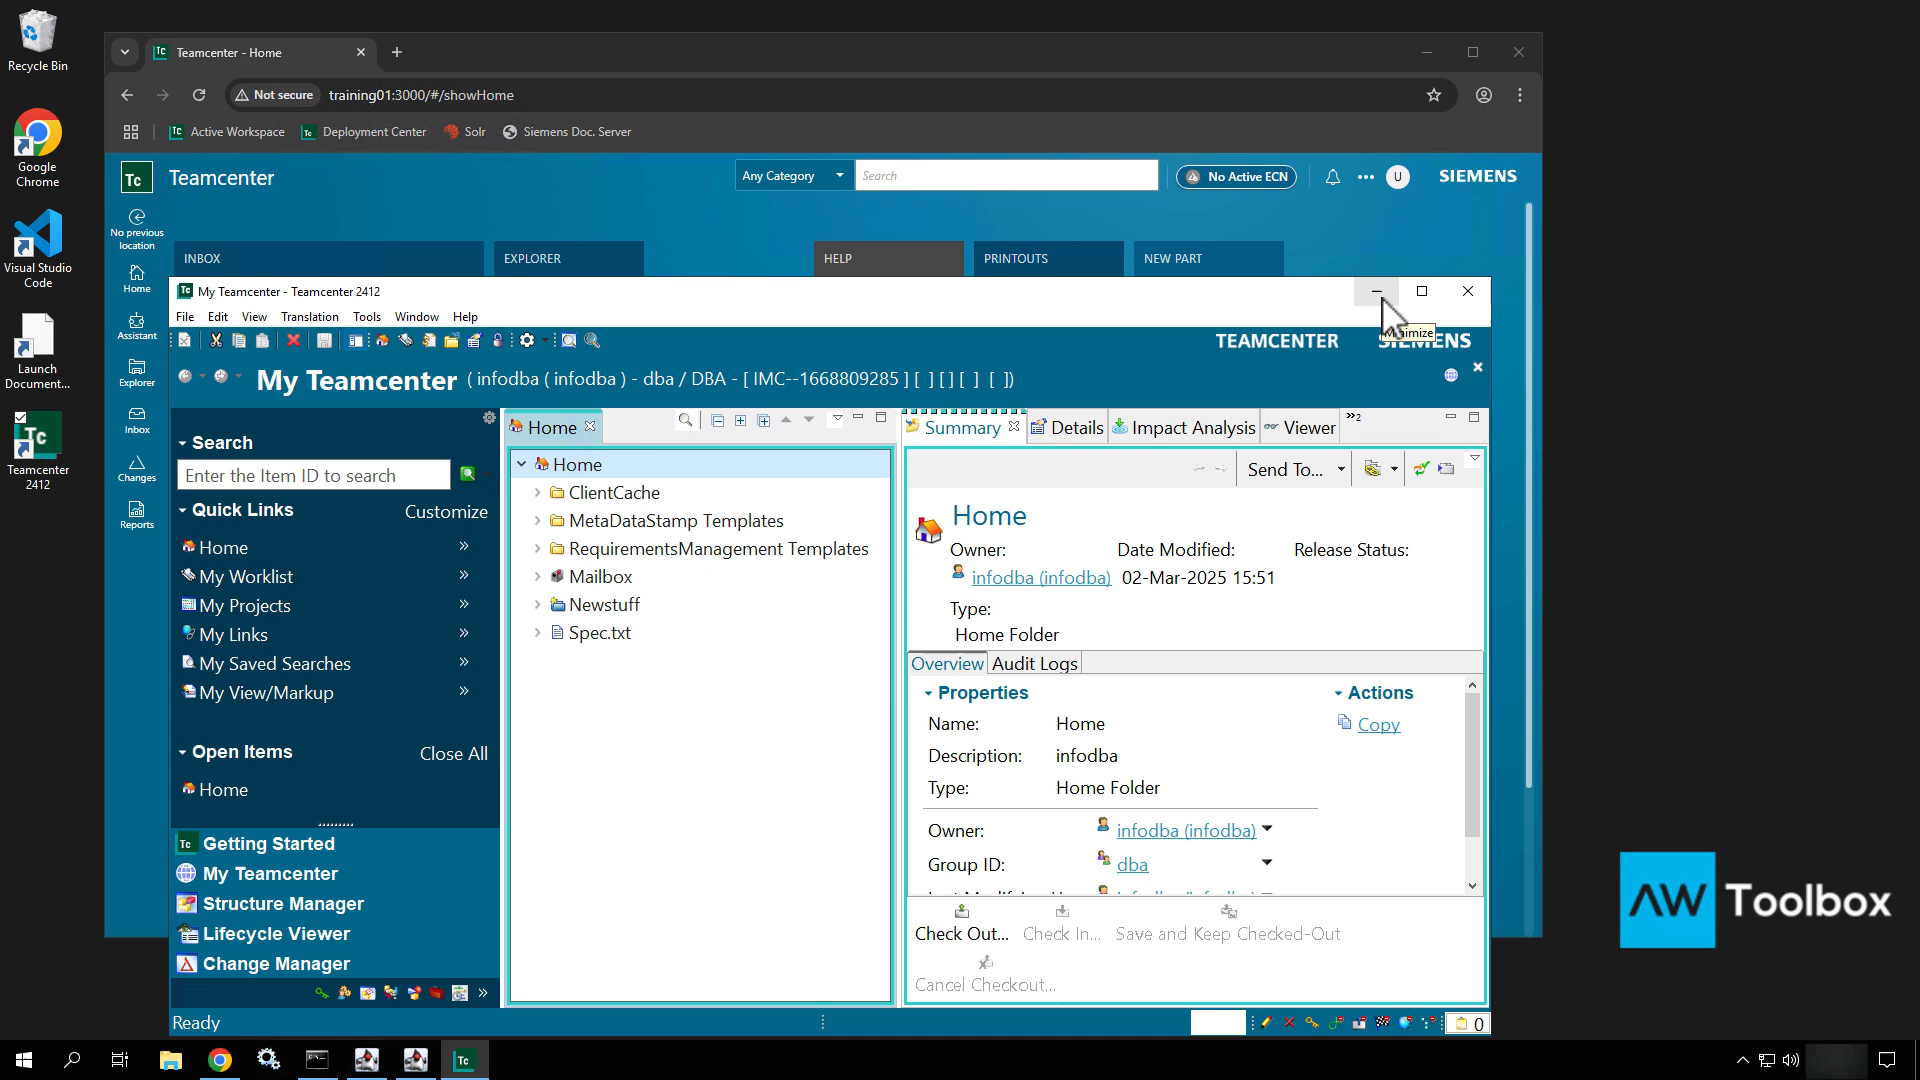 Recycle Bin
Google
Chrome
Visual Studio
Code
Launch
Document...
Teamcenter
2412
Teamcenter - Home
Not secure
training01:3000/#/showHome
Active Workspace
Deployment Center
Solr
Siemens Doc. Server
Tc
Teamcenter
Any Category
Search
No Active ECN
U
SIEMENS
No previous
location
Home
Assistant
Explorer
Inbox
Changes
Reports
INBOX
EXPLORER
HELP
PRINTOUTS
NEW PART
My Teamcenter - Teamcenter 2412
File Edit View Translation Tools Window Help
Minimize
TEAMCENTER
SIEMENS
My Teamcenter ( infodba ( infodba ) - dba / DBA - [ IMC--1668809285 ] [ ] [ ] [ ] [ ])
Search
Enter the Item ID to search
Quick Links
Customize
Home
My Worklist
My Projects
My Links
My Saved Searches
My View/Markup
Open Items
Close All
Home
Getting Started
My Teamcenter
Structure Manager
Lifecycle Viewer
Change Manager
Home
Home
ClientCache
MetaDataStamp Templates
RequirementsManagement Templates
Mailbox
Newstuff
Spec.txt
Summary
Details
Impact Analysis
Viewer
»2
Send To...
Home
Owner:
infodba (infodba)
Date Modified:
02-Mar-2025 15:51
Release Status:
Type:
Home Folder
Overview
Audit Logs
Properties
Name: Home
Description: infodba
Type: Home Folder
Owner: infodba (infodba)
Group ID: dba
Actions
Copy
Check Out...
Check In...
Save and Keep Checked-Out
Cancel Checkout...
Ready
0
AW Toolbox